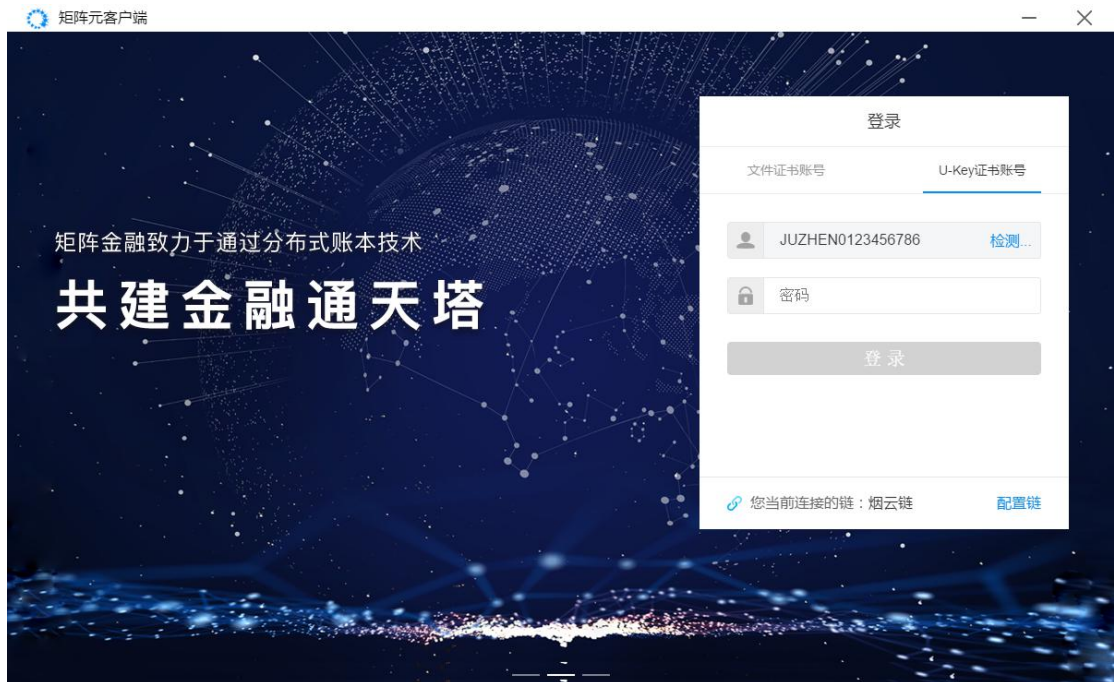 矩阵元客户端
矩阵金融致力于通过分布式账本技术
共建金融通天塔
登录
文件证书账号
U-Key证书账号
JUZHEN0123456786
检测...
密码
登 录
您当前连接的链：烟云链
配置链